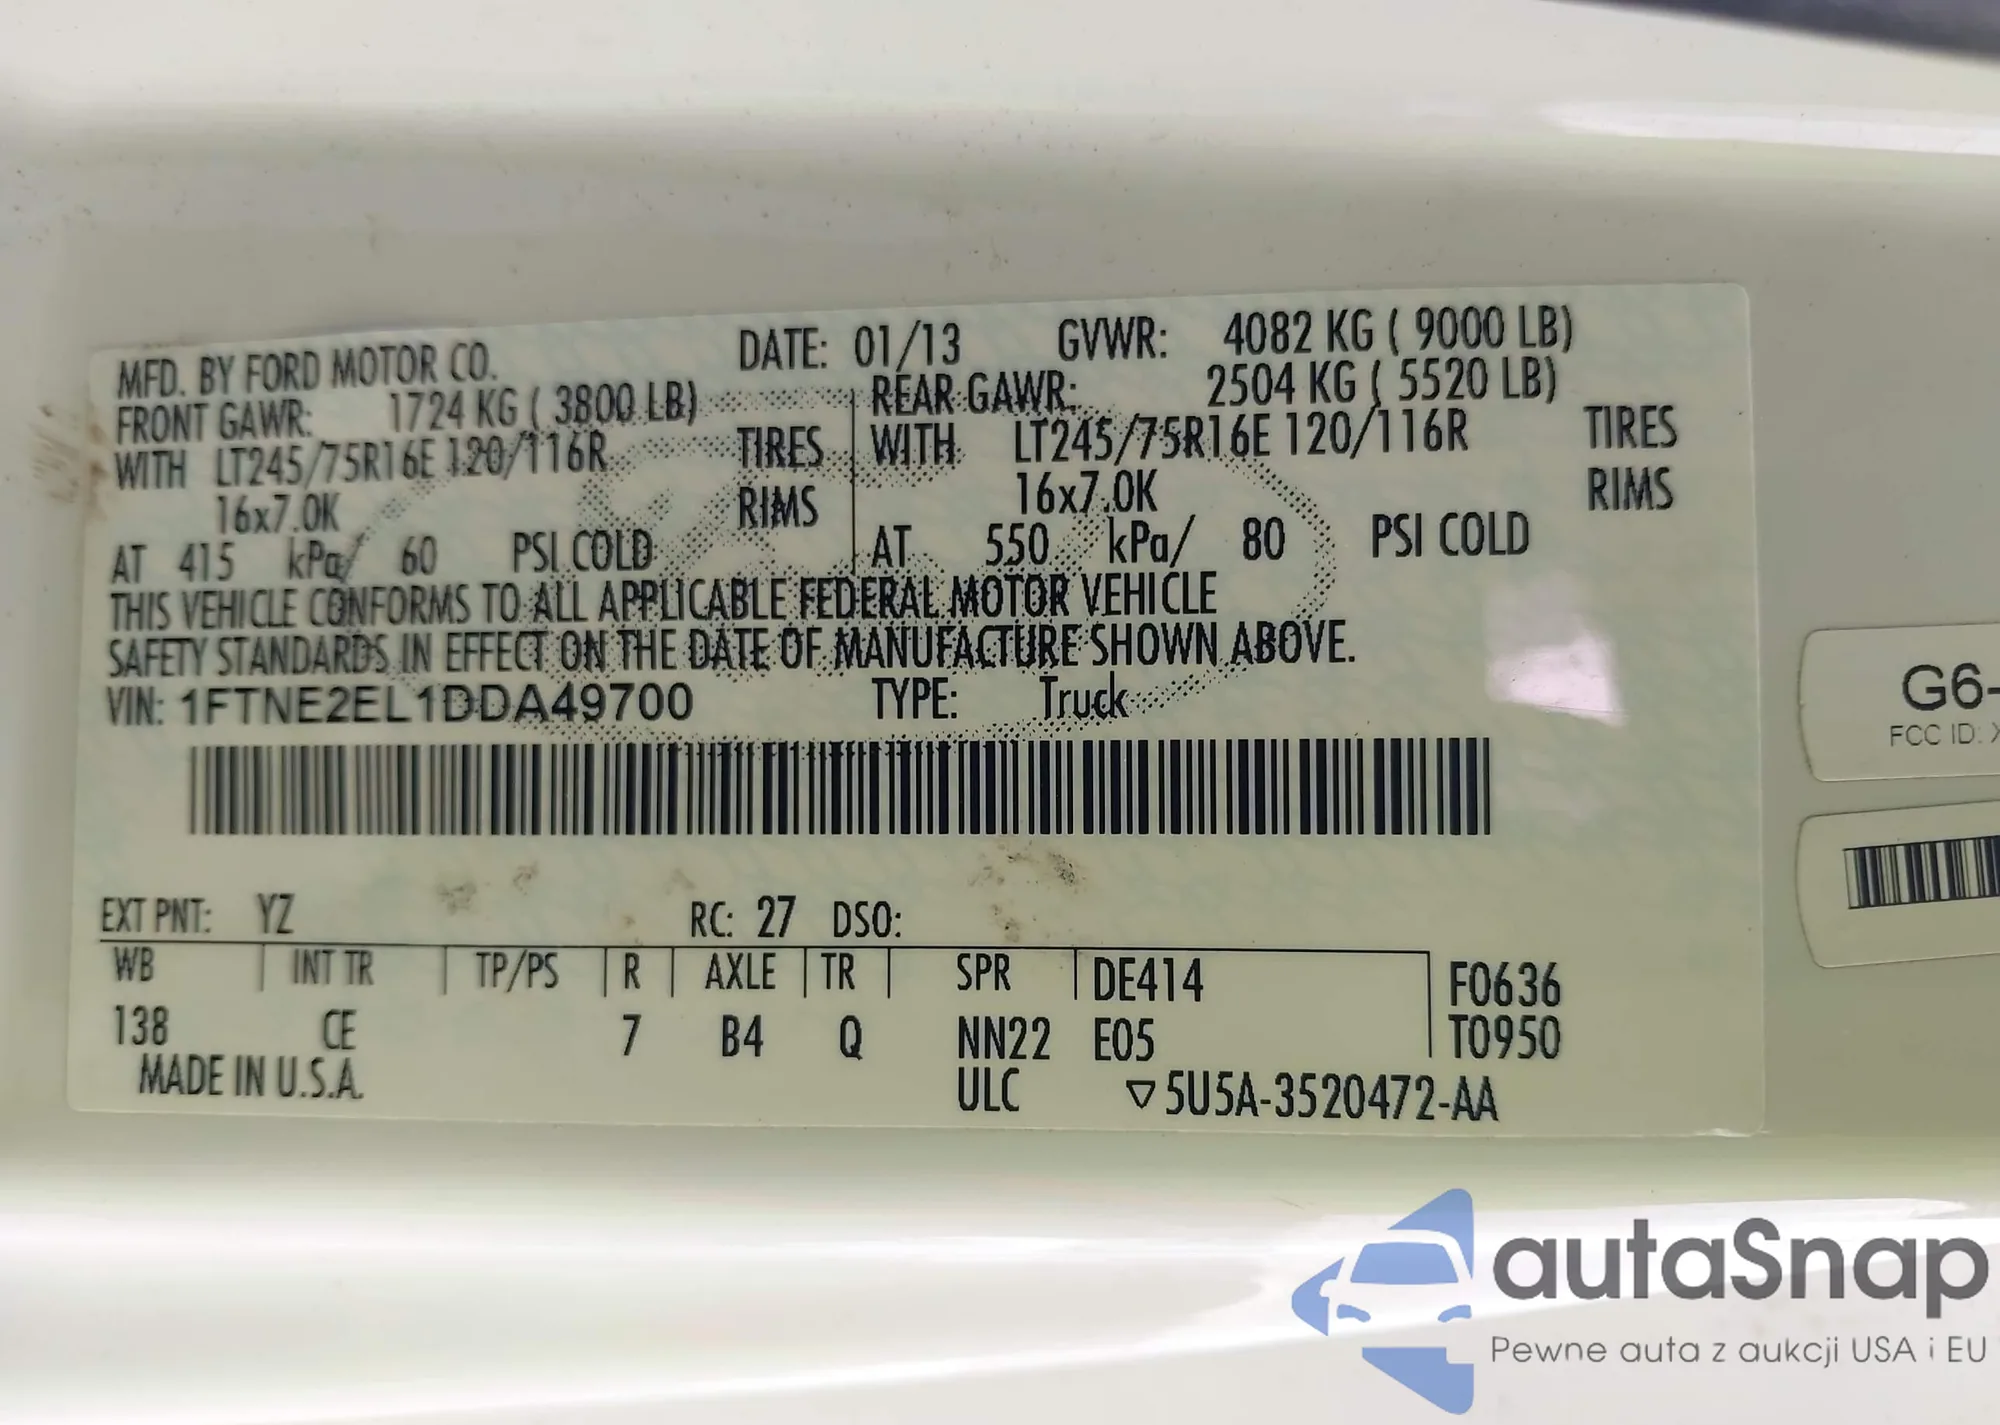 MFD. BY FORD MOTOR CO. DATE: 01/13 GVWR: 4082 KG ( 9000 LB)
FRONT GAWR: 1724 KG ( 3800 LB) REAR GAWR: 2504 KG ( 5520 LB)
WITH LT245/75R16E 120/116R TIRES WITH LT245/75R16E 120/116R TIRES
16x7.0K RIMS 16x7.0K RIMS
AT 415 kPa/ 60 PSI COLD AT 550 kPa/ 80 PSI COLD
THIS VEHICLE CONFORMS TO ALL APPLICABLE FEDERAL MOTOR VEHICLE
SAFETY STANDARDS IN EFFECT ON THE DATE OF MANUFACTURE SHOWN ABOVE.
VIN: 1FTNE2EL1DDA49700 TYPE: Truck
EXT PNT: YZ RC: 27 DSO:
WB INT TR TP/PS R AXLE TR SPR DE414 F0636
138 CE 7 B4 Q NN22 E05 T0950
MADE IN U.S.A. ULC ▽5U5A-3520472-AA
G6-
FCC ID:
autaSnap
Pewne auta z aukcji USA i EU